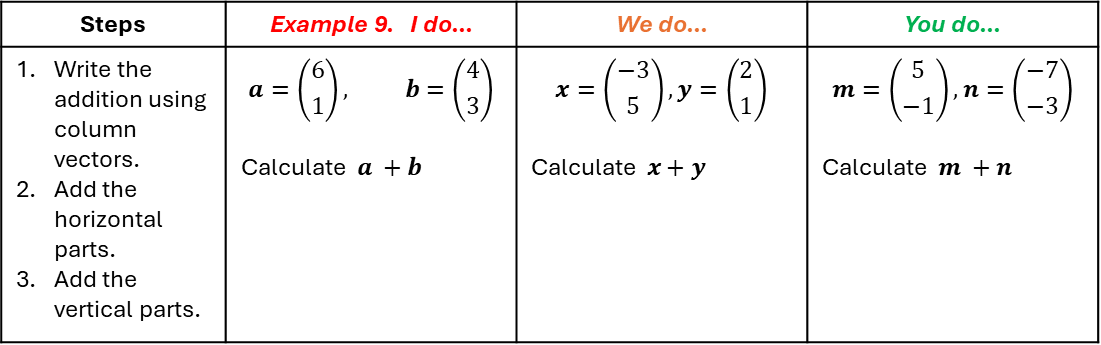 Steps
Example 9. I do...
We do...
You do...
1. Write the
addition using
column
vectors.
2. Add the
horizontal
parts.
3. Add the
vertical parts.
a = (6 1), b = (4 3)
Calculate a + b
x = (−3 5), y = (2 1)
Calculate x + y
m = (5 −1), n = (−7 −3)
Calculate m + n